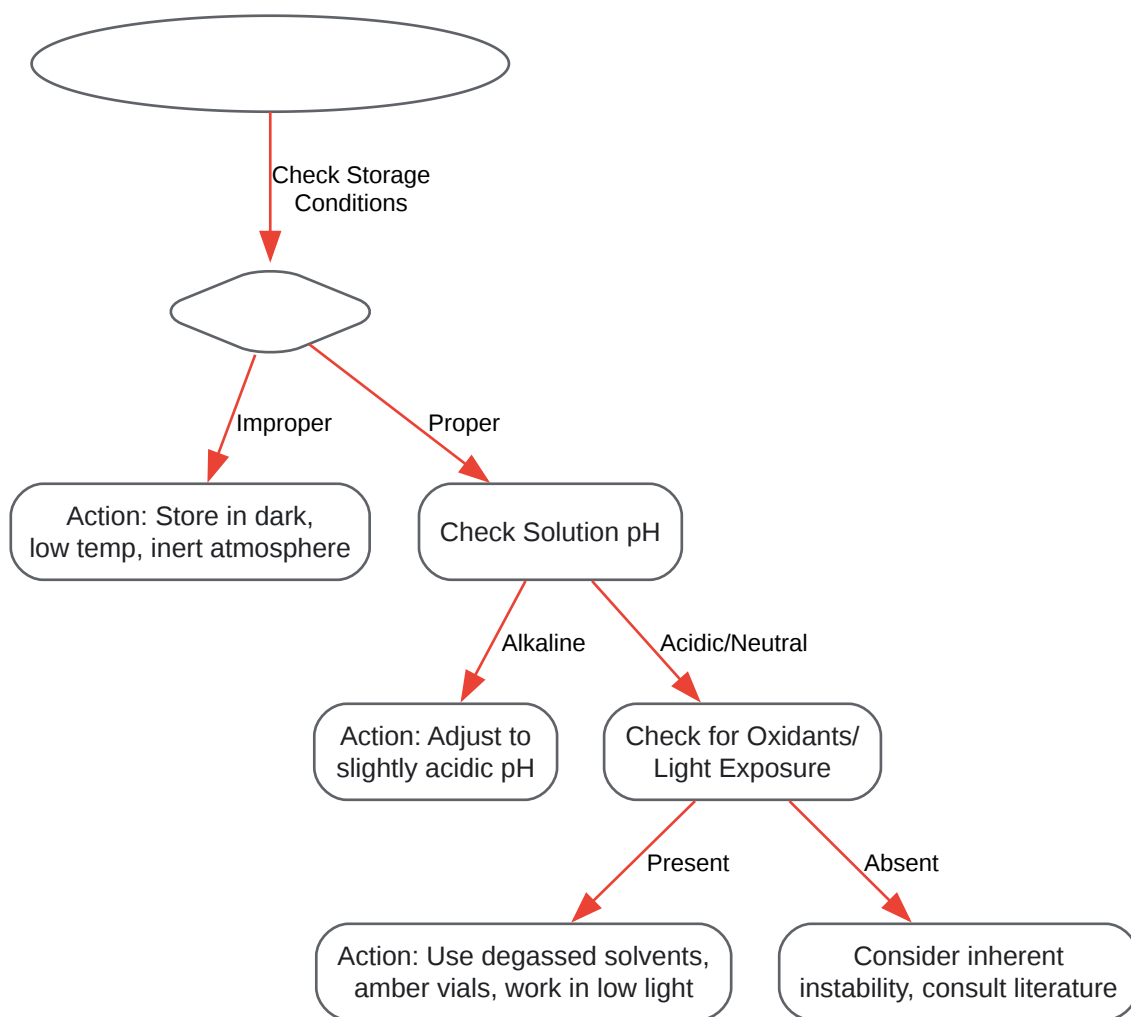 Check Storage
Conditions
Improper
Proper
Action: Store in dark,
low temp, inert atmosphere
Check Solution pH
Alkaline
Acidic/Neutral
Action: Adjust to
slightly acidic pH
Check for Oxidants/
Light Exposure
Present
Absent
Action: Use degassed solvents,
amber vials, work in low light
Consider inherent
instability, consult literature